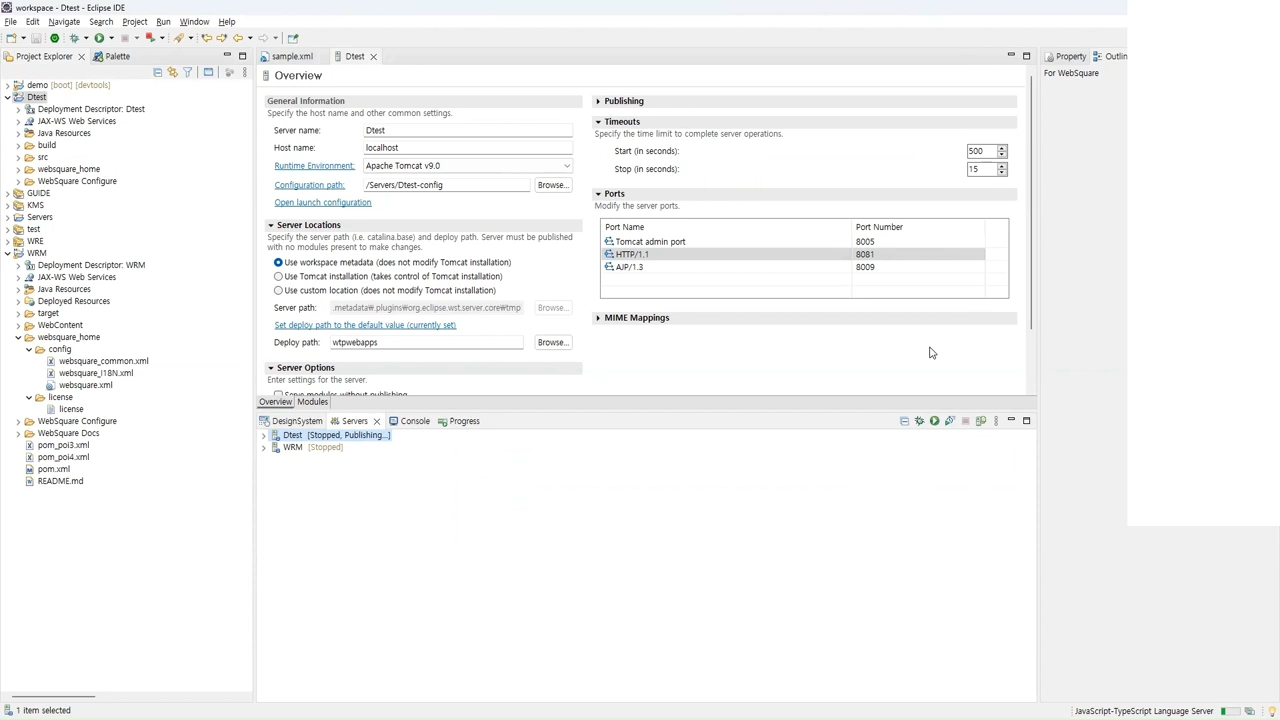 workspace - Dtest - Eclipse IDE
File Edit Navigate Search Project Run Window Help
Project Explorer
Palette
demo [boot] [devtools]
Dtest
Deployment Descriptor: Dtest
JAX-WS Web Services
Java Resources
build
src
websquare_home
WebSquare Configure
GUIDE
KMS
Servers
test
WRE
WRM
Deployment Descriptor: WRM
JAX-WS Web Services
Java Resources
Deployed Resources
target
WebContent
websquare_home
config
websquare_common.xml
websquare_I18N.xml
websquare.xml
license
license
WebSquare Configure
WebSquare Docs
pom_poi3.xml
pom_poi4.xml
pom.xml
README.md
sample.xml
Dtest
Overview
General Information
Specify the host name and other common settings.
Server name: Dtest
Host name: localhost
Runtime Environment: Apache Tomcat v9.0
Configuration path: /Servers/Dtest-config Browse...
Open launch configuration
Server Locations
Specify the server path (i.e. catalina.base) and deploy path. Server must be published
with no modules present to make changes.
Use workspace metadata (does not modify Tomcat installation)
Use Tomcat installation (takes control of Tomcat installation)
Use custom location (does not modify Tomcat installation)
Server path: .metadata₩.plugins₩org.eclipse.wst.server.core₩tmp Browse...
Set deploy path to the default value (currently set)
Deploy path: wtpwebapps Browse...
Server Options
Enter settings for the server.
Serve modules without publishing
Publishing
Timeouts
Specify the time limit to complete server operations.
Start (in seconds): 500
Stop (in seconds): 15
Ports
Modify the server ports.
Port Name Port Number
Tomcat admin port 8005
HTTP/1.1 8081
AJP/1.3 8009
MIME Mappings
Overview Modules
DesignSystem Servers Console Progress
Dtest [Stopped, Publishing...]
WRM [Stopped]
Property
Outlin
For WebSquare
1 item selected
JavaScript-TypeScript Language Server